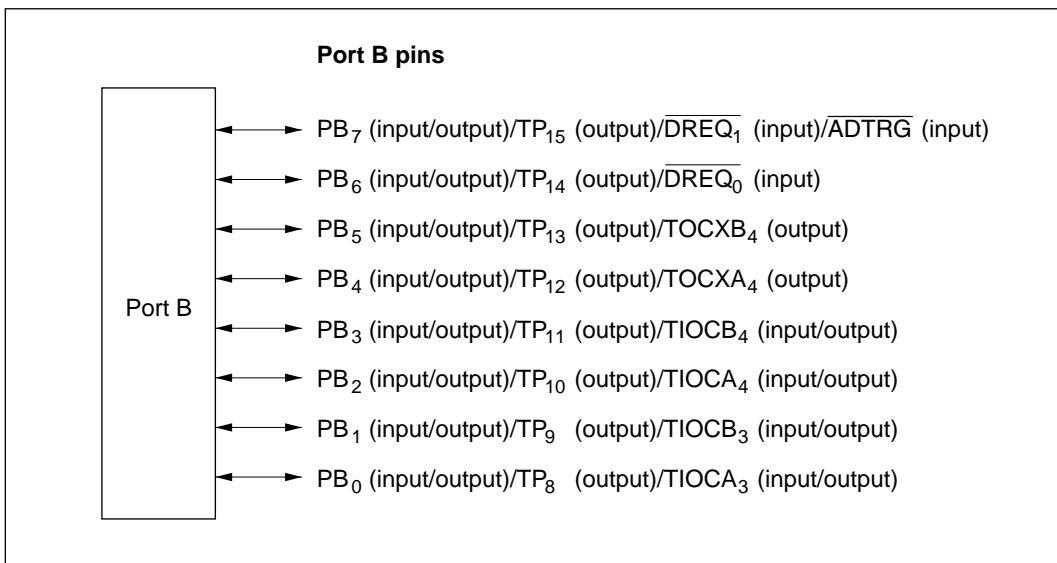 Port B pins
PB7 (input/output)/TP15 (output)/D̅R̅E̅Q̅1̅ (input)/A̅D̅T̅R̅G̅ (input)
PB6 (input/output)/TP14 (output)/D̅R̅E̅Q̅0̅ (input)
PB5 (input/output)/TP13 (output)/TOCXB4 (output)
PB4 (input/output)/TP12 (output)/TOCXA4 (output)
Port B
PB3 (input/output)/TP11 (output)/TIOCB4 (input/output)
PB2 (input/output)/TP10 (output)/TIOCA4 (input/output)
PB1 (input/output)/TP9 (output)/TIOCB3 (input/output)
PB0 (input/output)/TP8 (output)/TIOCA3 (input/output)